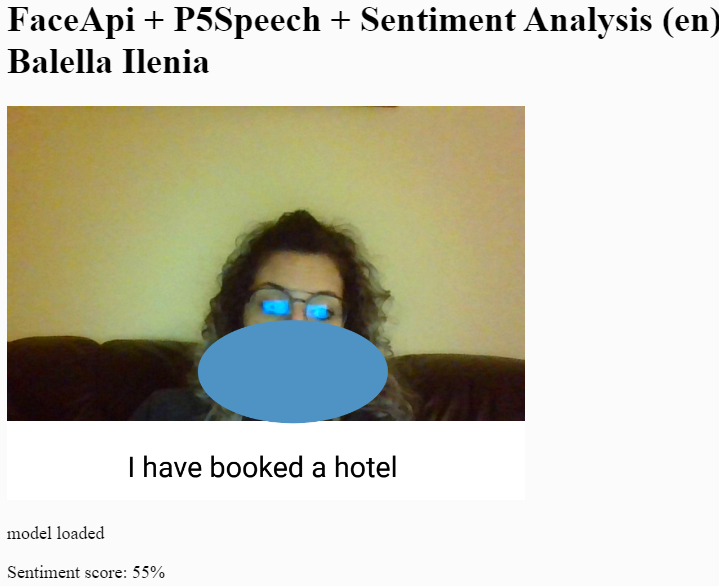 FaceApi + P5Speech + Sentiment Analysis (en)
Balella Ilenia
I have booked a hotel
model loaded
Sentiment score: 55%